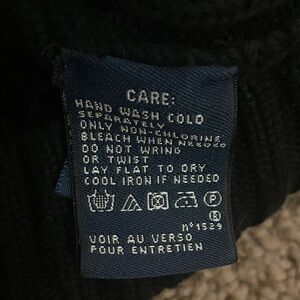 CARE:
HAND WASH COLD
SEPARATELY
ONLY NON-CHLORINE
BLEACH WHEN NEEDED
DO NOT WRING
OR TWIST
LAY FLAT TO DRY
COOL IRON IF NEEDED
n°1529
VOIR AU VERSO
POUR ENTRETIEN